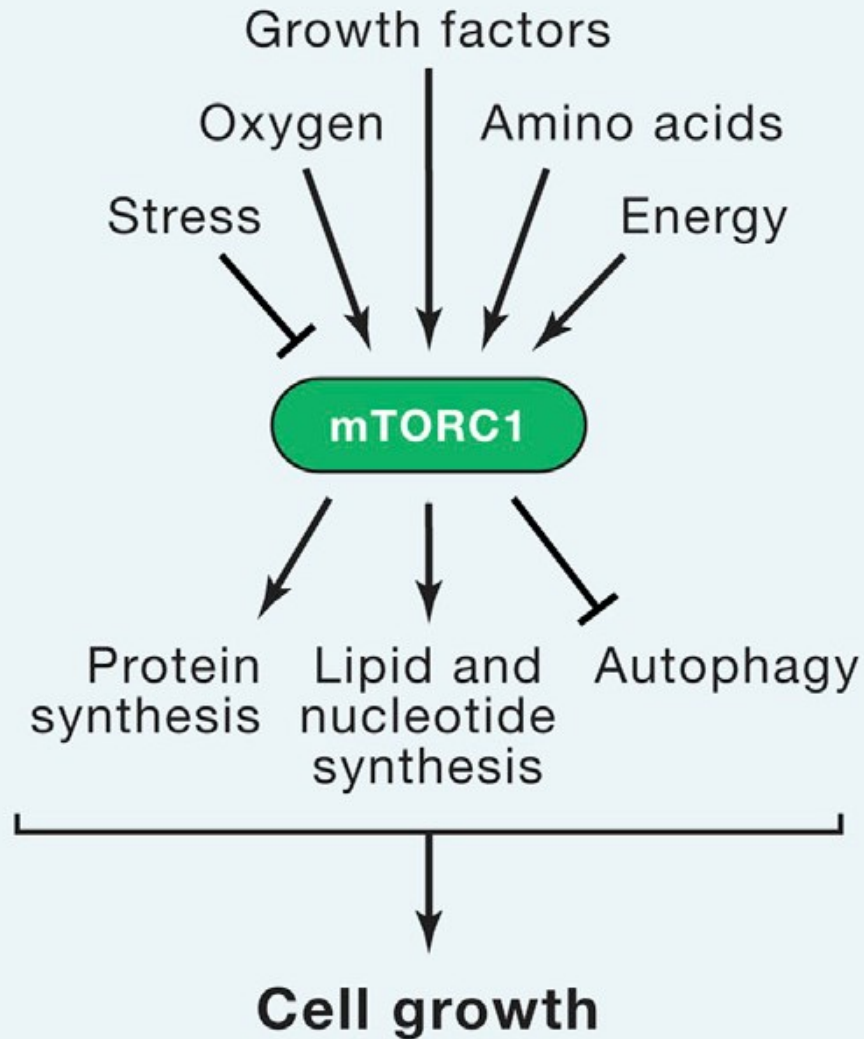 Growth factors
Oxygen
Amino acids
Stress
Energy
mTORC1
Protein
synthesis
Lipid and
nucleotide
synthesis
Autophagy
Cell growth